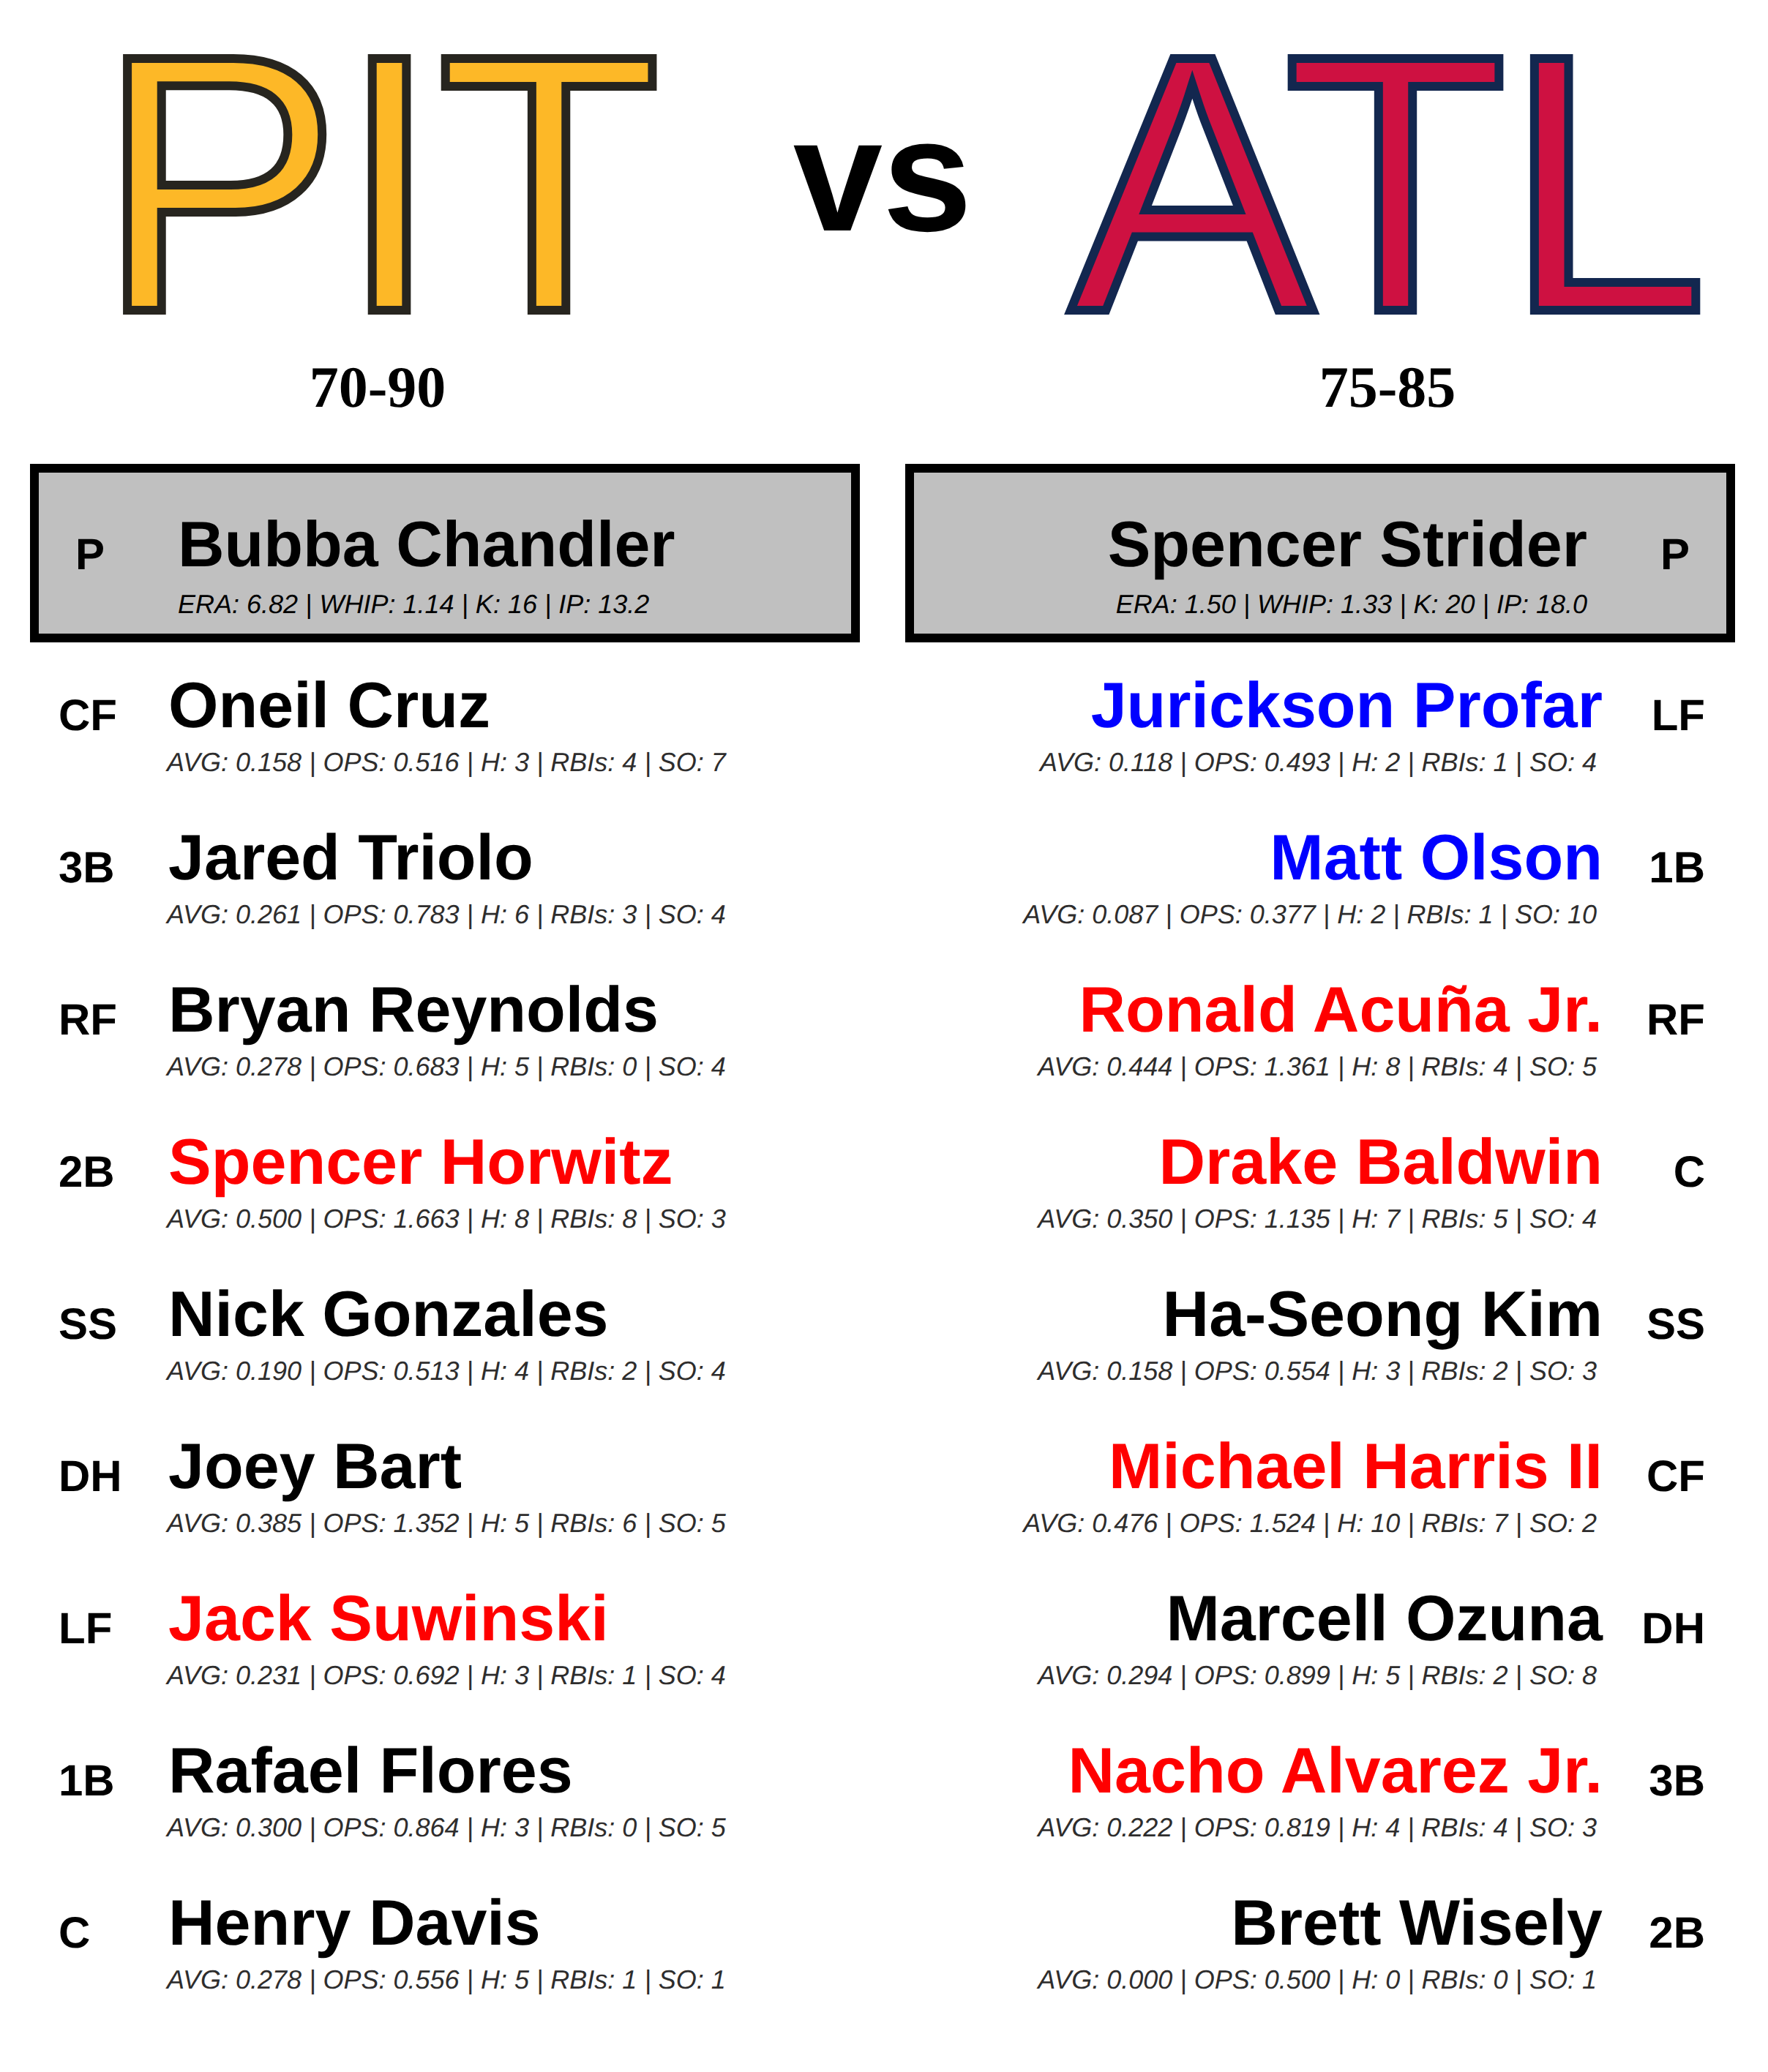 PIT vs ATL
70-90 75-85
P Bubba Chandler
ERA: 6.82 | WHIP: 1.14 | K: 16 | IP: 13.2
Spencer Strider P
ERA: 1.50 | WHIP: 1.33 | K: 20 | IP: 18.0
CF Oneil Cruz
AVG: 0.158 | OPS: 0.516 | H: 3 | RBIs: 4 | SO: 7
Jurickson Profar LF
AVG: 0.118 | OPS: 0.493 | H: 2 | RBIs: 1 | SO: 4
3B Jared Triolo
AVG: 0.261 | OPS: 0.783 | H: 6 | RBIs: 3 | SO: 4
Matt Olson 1B
AVG: 0.087 | OPS: 0.377 | H: 2 | RBIs: 1 | SO: 10
RF Bryan Reynolds
AVG: 0.278 | OPS: 0.683 | H: 5 | RBIs: 0 | SO: 4
Ronald Acuña Jr. RF
AVG: 0.444 | OPS: 1.361 | H: 8 | RBIs: 4 | SO: 5
2B Spencer Horwitz
AVG: 0.500 | OPS: 1.663 | H: 8 | RBIs: 8 | SO: 3
Drake Baldwin C
AVG: 0.350 | OPS: 1.135 | H: 7 | RBIs: 5 | SO: 4
SS Nick Gonzales
AVG: 0.190 | OPS: 0.513 | H: 4 | RBIs: 2 | SO: 4
Ha-Seong Kim SS
AVG: 0.158 | OPS: 0.554 | H: 3 | RBIs: 2 | SO: 3
DH Joey Bart
AVG: 0.385 | OPS: 1.352 | H: 5 | RBIs: 6 | SO: 5
Michael Harris II CF
AVG: 0.476 | OPS: 1.524 | H: 10 | RBIs: 7 | SO: 2
LF Jack Suwinski
AVG: 0.231 | OPS: 0.692 | H: 3 | RBIs: 1 | SO: 4
Marcell Ozuna DH
AVG: 0.294 | OPS: 0.899 | H: 5 | RBIs: 2 | SO: 8
1B Rafael Flores
AVG: 0.300 | OPS: 0.864 | H: 3 | RBIs: 0 | SO: 5
Nacho Alvarez Jr. 3B
AVG: 0.222 | OPS: 0.819 | H: 4 | RBIs: 4 | SO: 3
C Henry Davis
AVG: 0.278 | OPS: 0.556 | H: 5 | RBIs: 1 | SO: 1
Brett Wisely 2B
AVG: 0.000 | OPS: 0.500 | H: 0 | RBIs: 0 | SO: 1